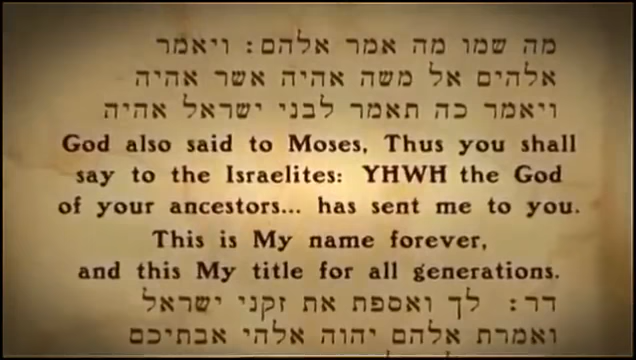 מה שמו מה אמר אלהם: ויאמר
אלהים אל משה אהיה אשר אהיה
ויאמר כה תאמר לבני ישראל אהיה
God also said to Moses, Thus you shall
say to the Israelites: YHWH the God
of your ancestors... has sent me to you.
This is My name forever,
and this My title for all generations.
דר: לך ואספת את זקני ישראל
ואמרת אלהם יהוה אלהי אבתיכם